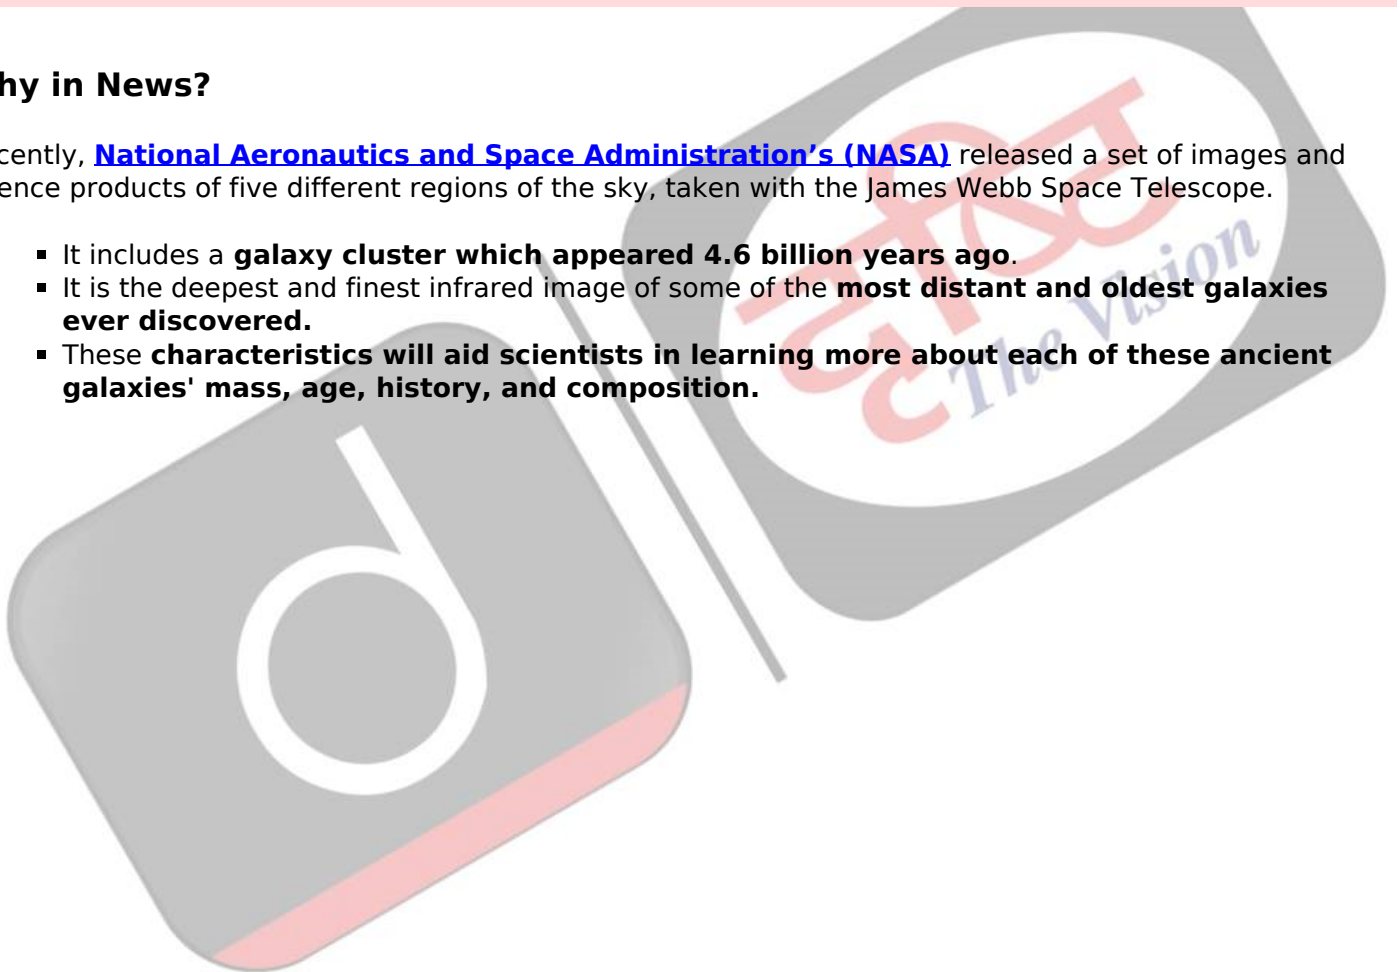 hy in News?
cently, National Aeronautics and Space Administration’s (NASA) released a set of images and
ence products of five different regions of the sky, taken with the James Webb Space Telescope.
▪ It includes a galaxy cluster which appeared 4.6 billion years ago.
▪ It is the deepest and finest infrared image of some of the most distant and oldest galaxies
ever discovered.
▪ These characteristics will aid scientists in learning more about each of these ancient
galaxies' mass, age, history, and composition.
दृष्टि
The Vision
d